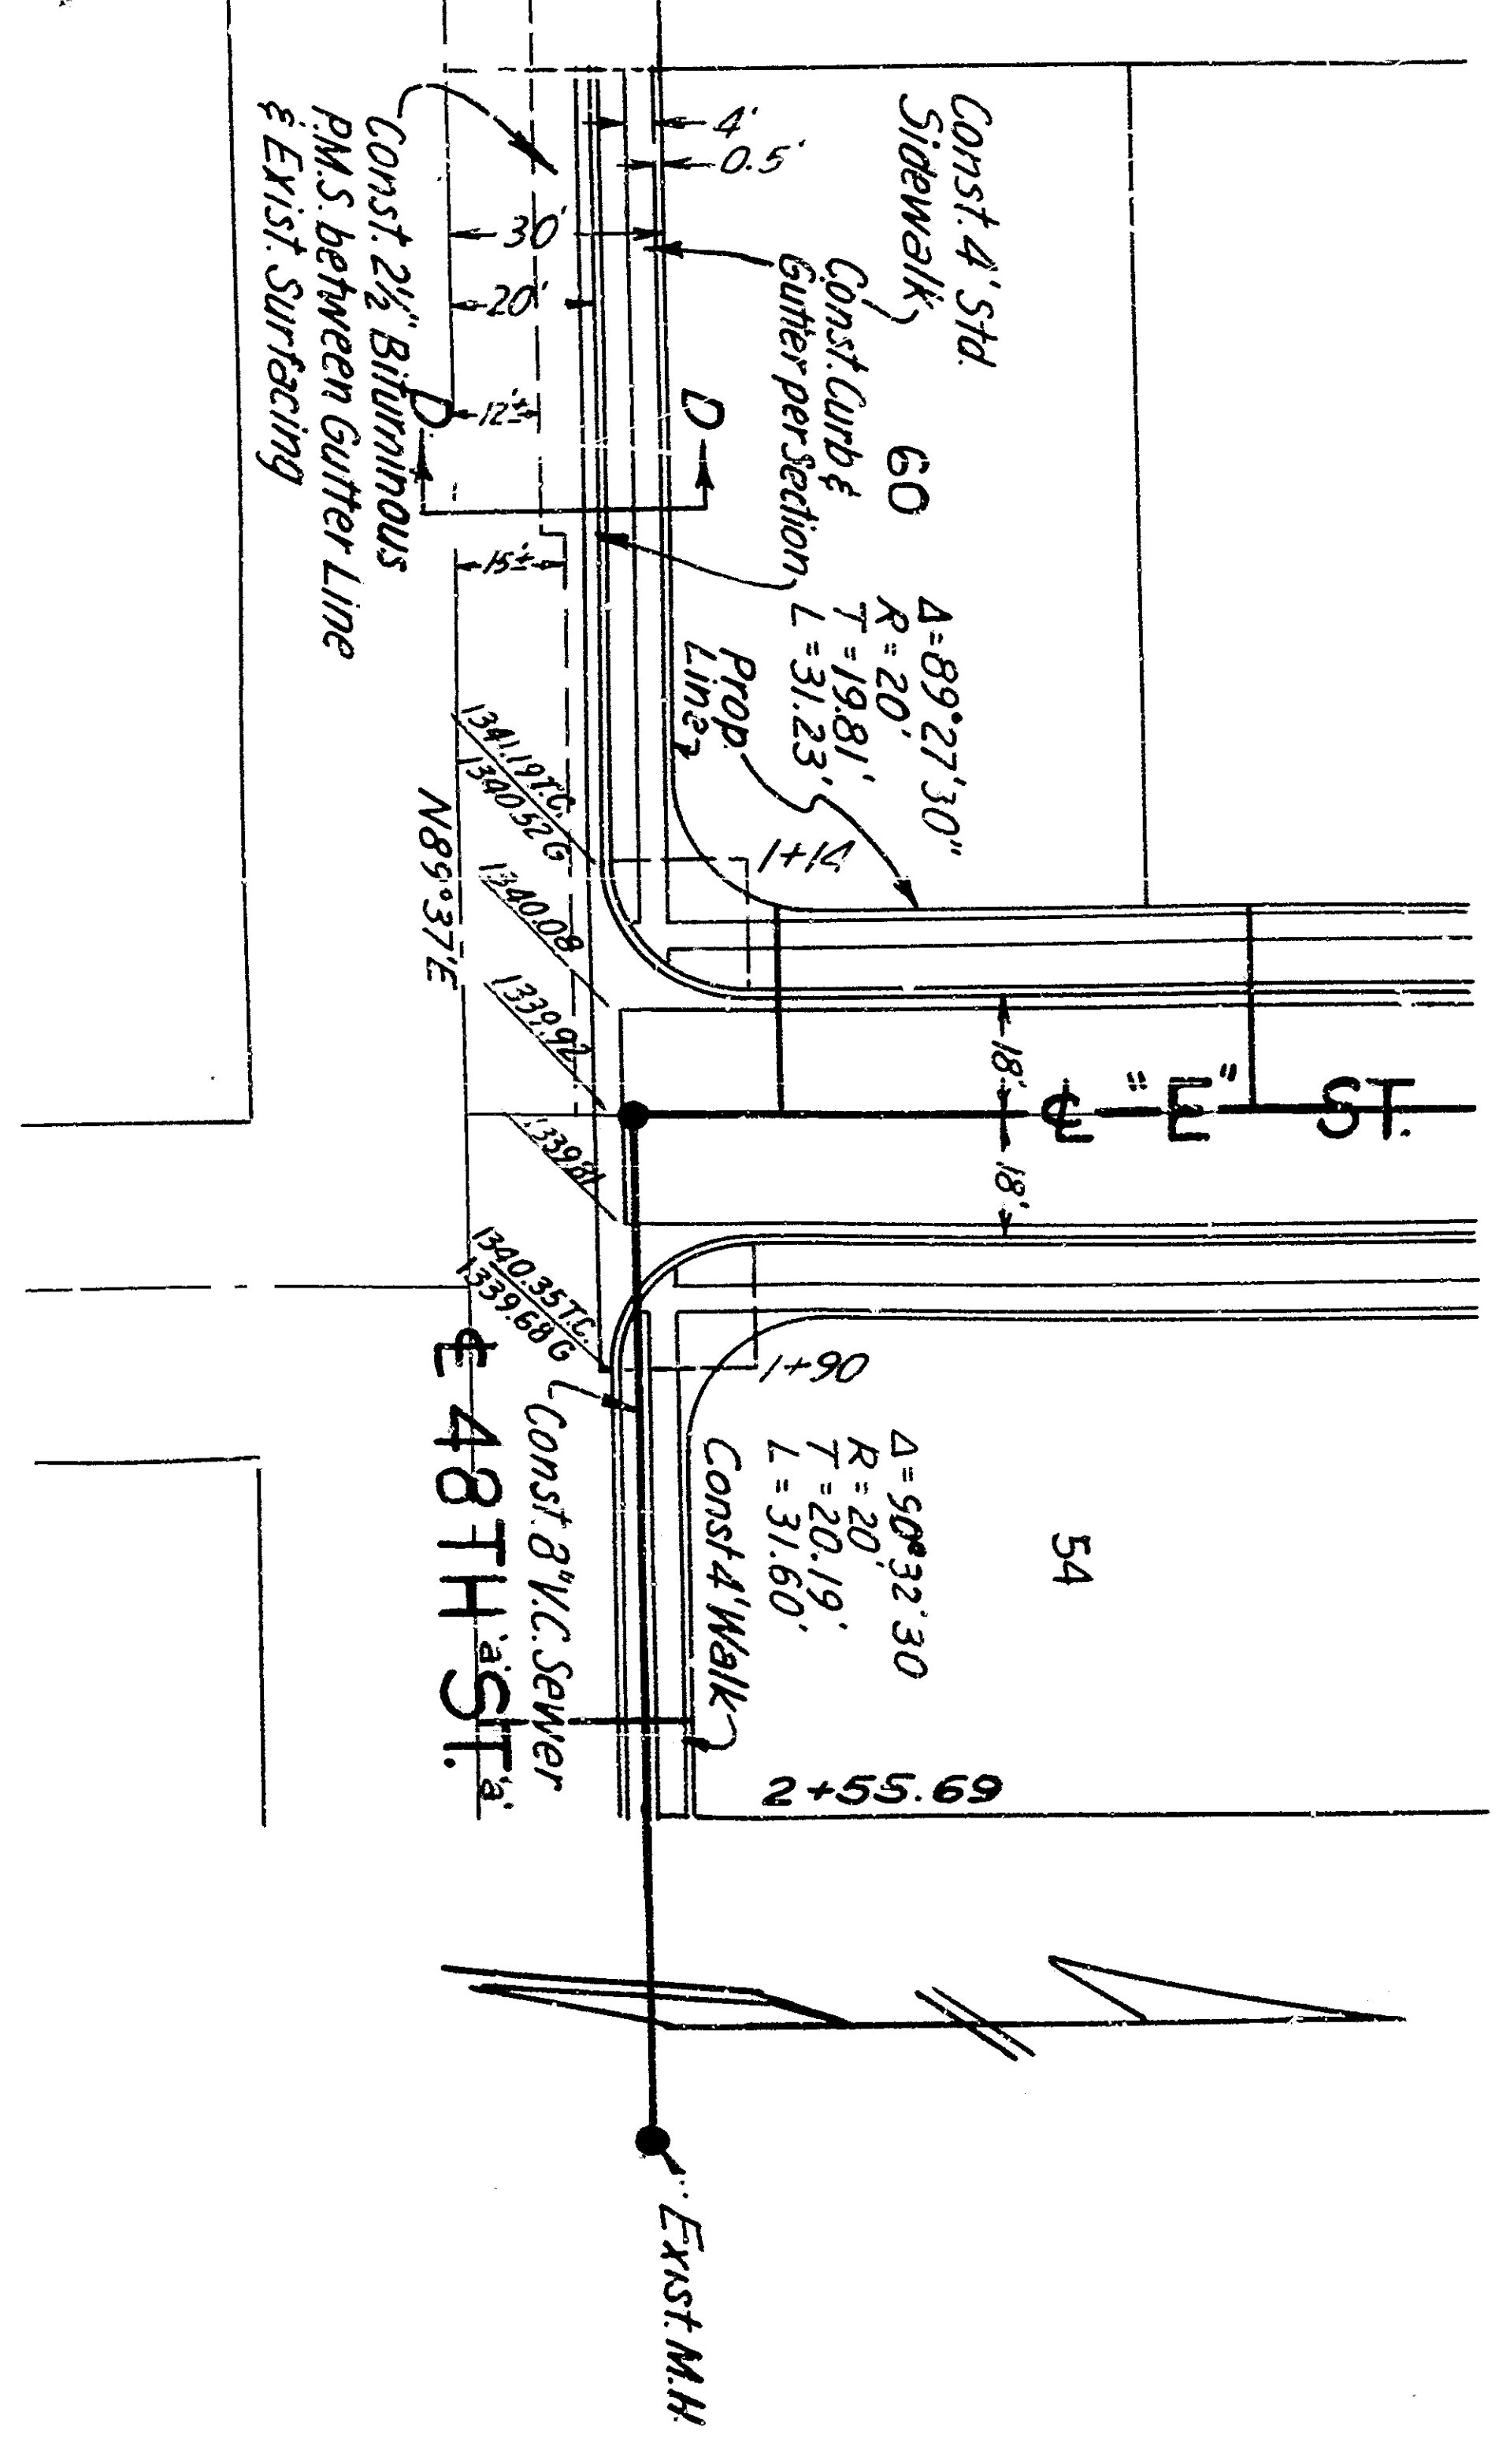 Const. 4' Std.
Sidewalk
4'
0.5'
30'
20'
12'±
15'±
Const. 2½" Bituminous
P.M.S. between Gutter Line
& Exist. Surfacing
D
D
60
Const. Curb &
Gutter per Section
Δ=89°27'30"
R = 20'
T = 19.81'
L = 31.23'
Prop.
Line
1341.19 T.C.
1340.52 G
1340.08
1339.92
1339.81
1340.35 T.C.
1339.68 G
N89°37'E
1+14
18'
18'
℄ "E" ST.
1+90
Δ=90°32'30
R = 20'
T = 20.19'
L = 31.60'
54
Const 4' Walk
Const. 8" V.C. Sewer
℄ 48TH ST.
'a'
'a'
2+55.69
Exist. M.H.